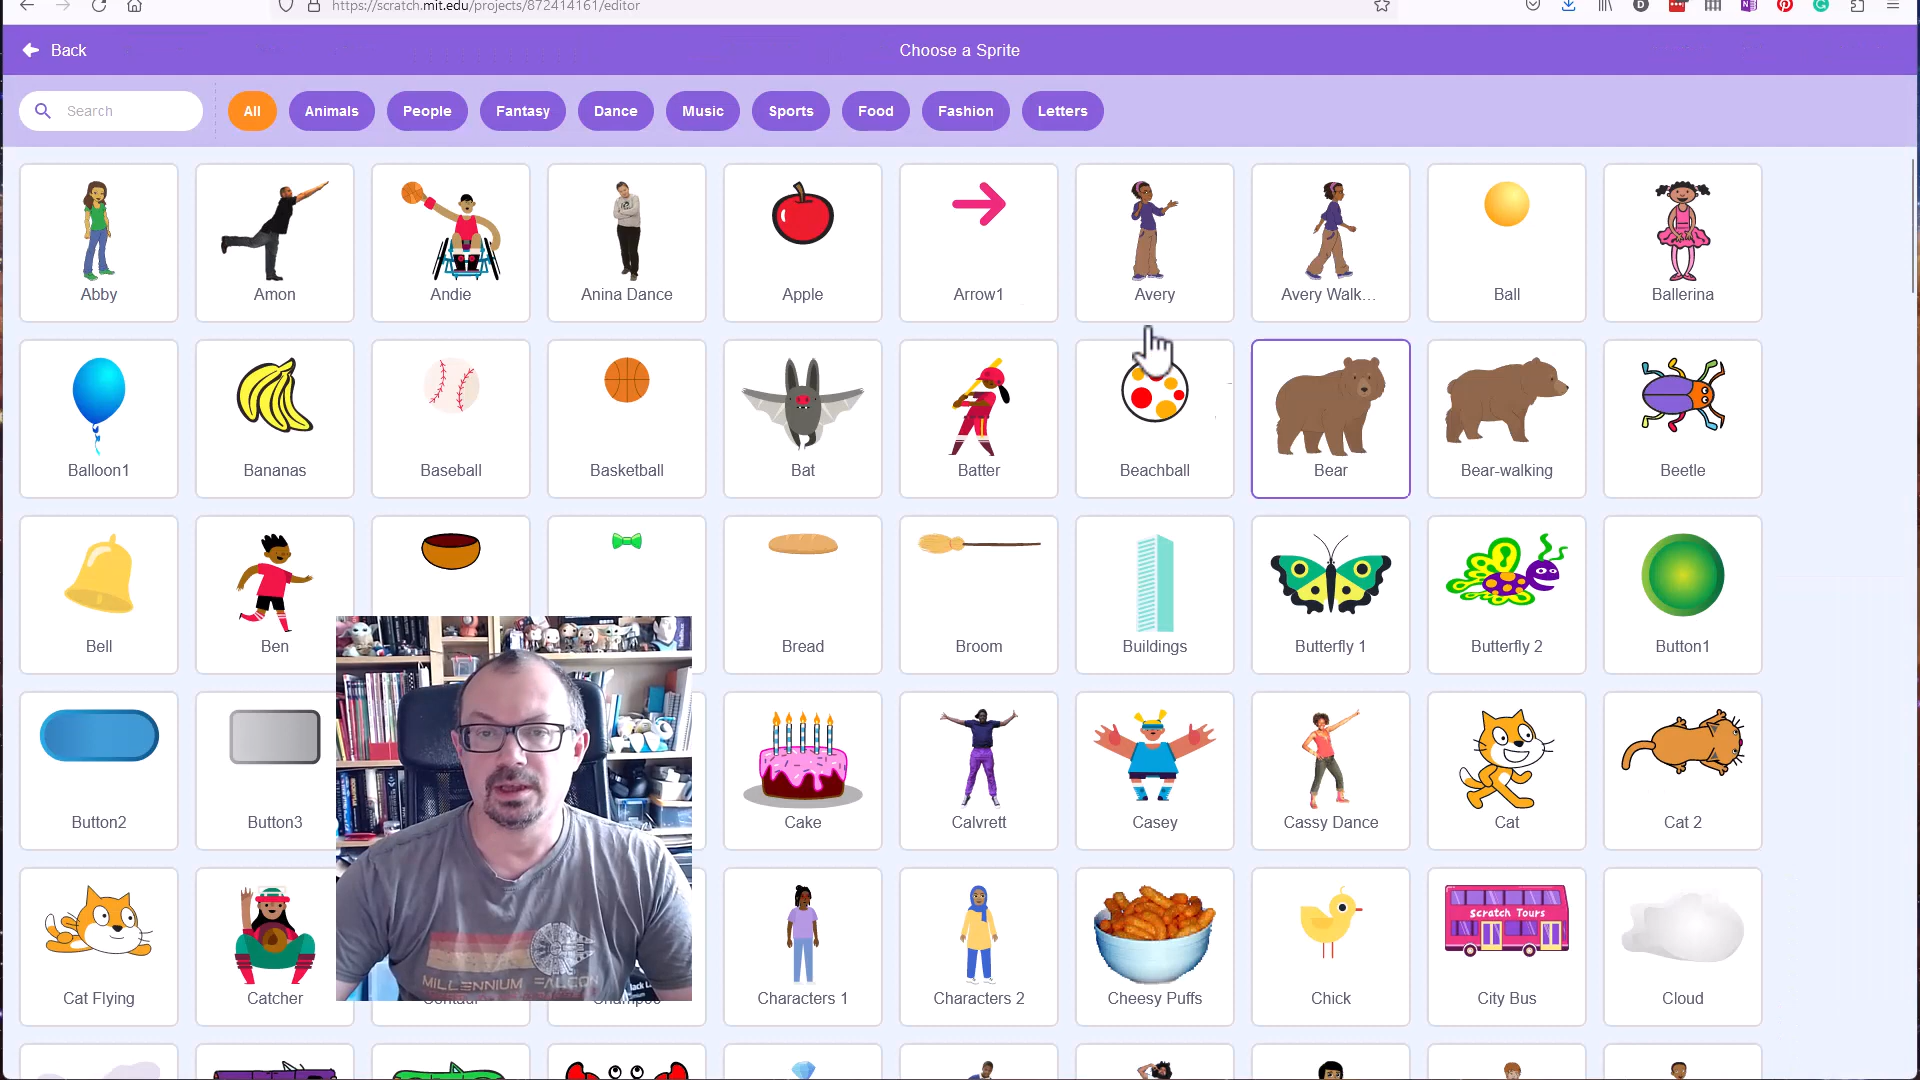 https://scratch.mit.edu/projects/872414161/editor
Back
Choose a Sprite
Search
All
Animals
People
Fantasy
Dance
Music
Sports
Food
Fashion
Letters
Abby
Amon
Andie
Anina Dance
Apple
Arrow1
Avery
Avery Walk...
Ball
Ballerina
Balloon1
Bananas
Baseball
Basketball
Bat
Batter
Beachball
Bear
Bear-walking
Beetle
Bell
Ben
Bread
Broom
Buildings
Butterfly 1
Butterfly 2
Button1
Button2
Button3
Cake
Calvrett
Casey
Cassy Dance
Cat
Cat 2
Scratch Tours
MILLENNIUM FALCON
Cat Flying
Catcher
Characters 1
Characters 2
Cheesy Puffs
Chick
City Bus
Cloud